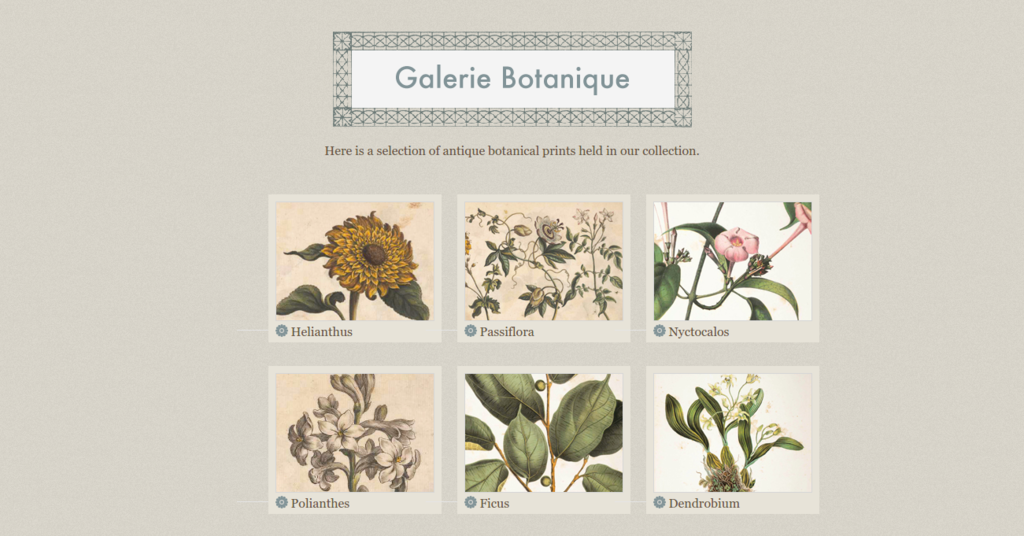 Galerie Botanique
Here is a selection of antique botanical prints held in our collection.
Helianthus
Passiflora
Nyctocalos
Polianthes
Ficus
Dendrobium